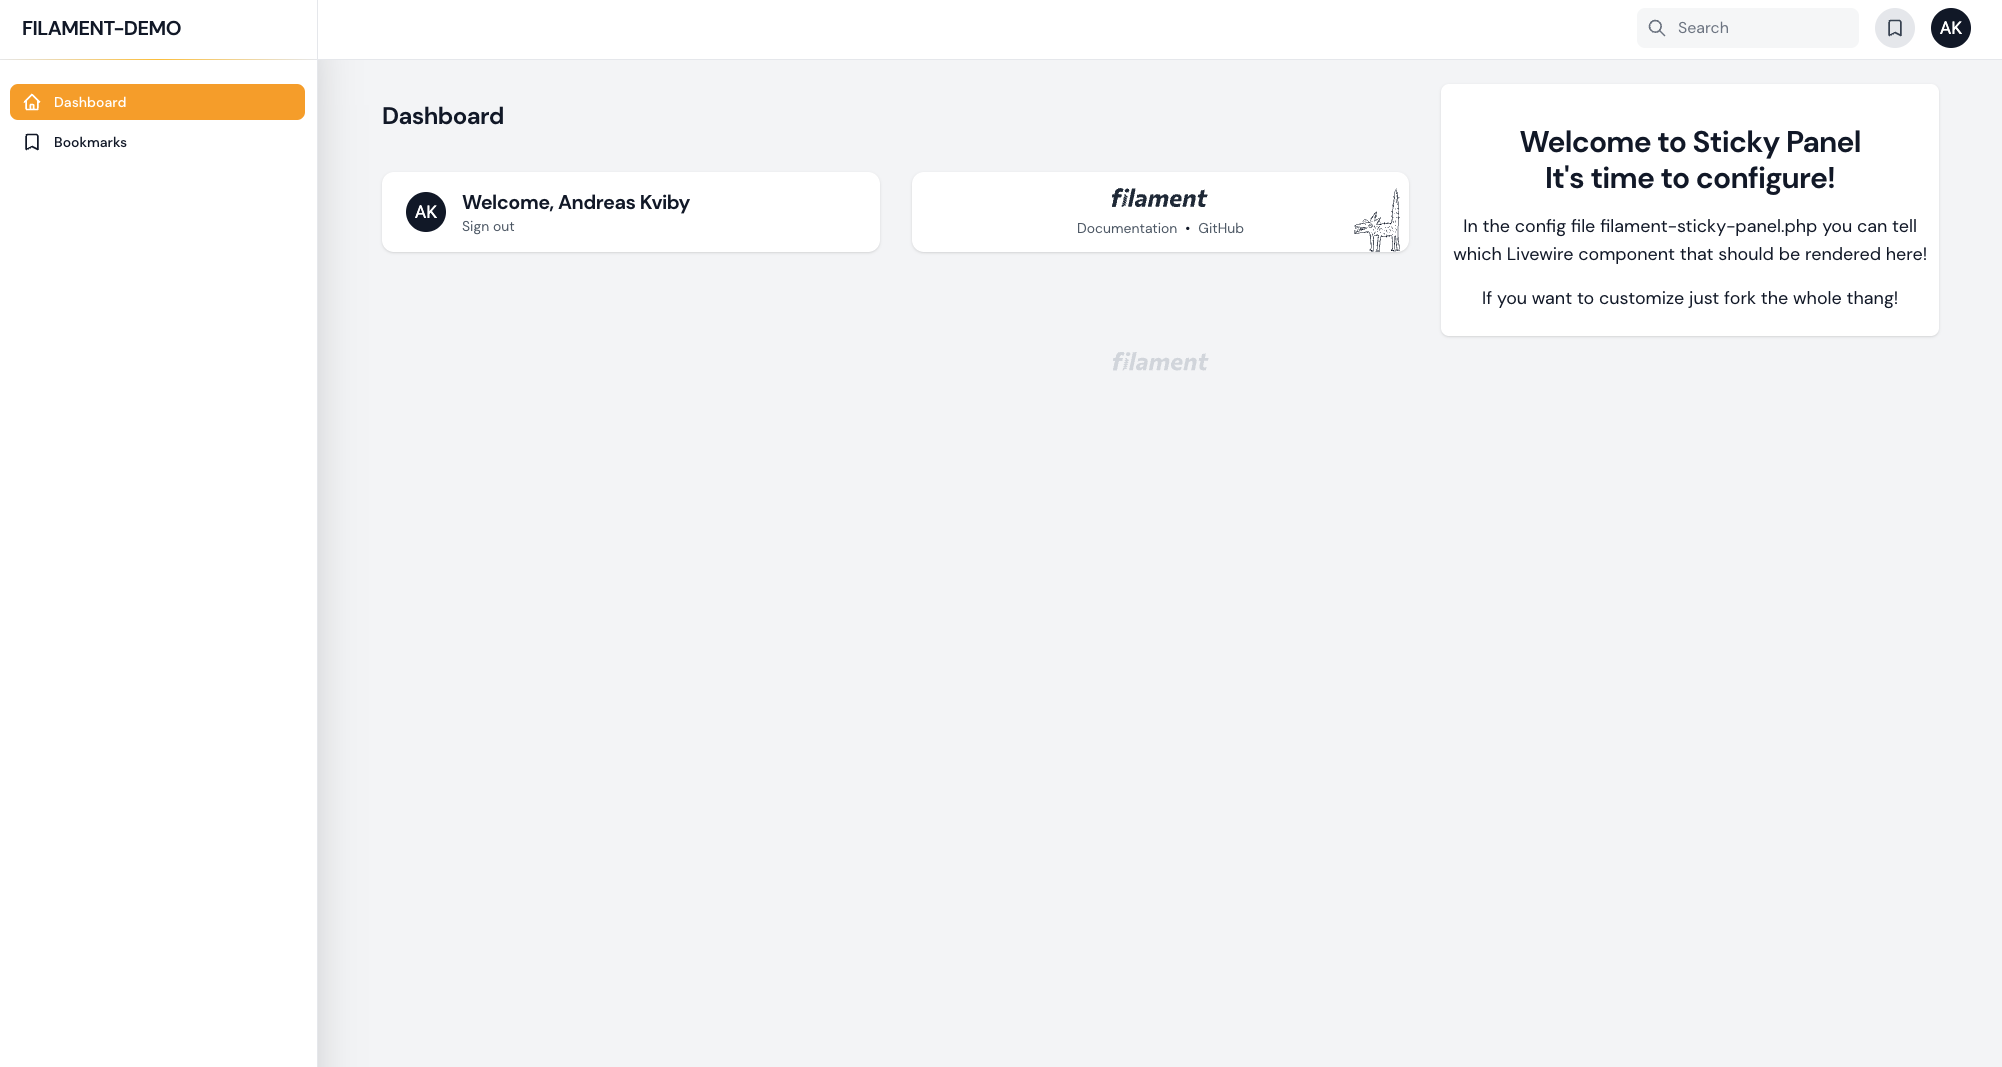 FILAMENT-DEMO
Search
AK
Dashboard
Bookmarks
Dashboard
AK
Welcome, Andreas Kviby
Sign out
filament
Documentation • GitHub
Welcome to Sticky Panel
It's time to configure!
In the config file filament-sticky-panel.php you can tell
which Livewire component that should be rendered here!
If you want to customize just fork the whole thang!
filament